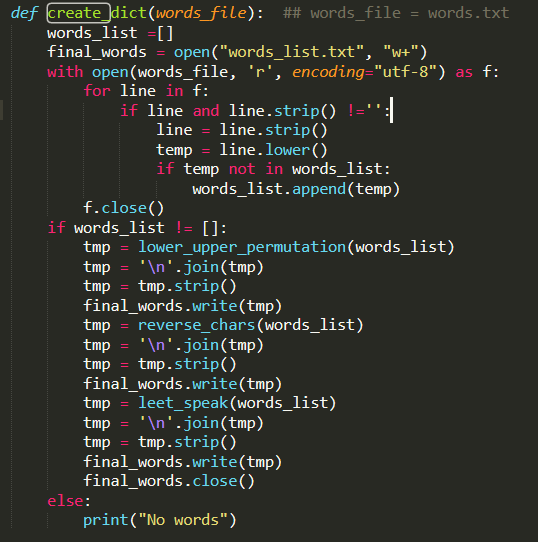 def create_dict(words_file):  ## words_file = words.txt
    words_list =[]
    final_words = open("words_list.txt", "w+")
    with open(words_file, 'r', encoding="utf-8") as f:
        for line in f:
            if line and line.strip() !='':
                line = line.strip()
                temp = line.lower()
                if temp not in words_list:
                    words_list.append(temp)
        f.close()
    if words_list != []:
        tmp = lower_upper_permutation(words_list)
        tmp = '\n'.join(tmp)
        tmp = tmp.strip()
        final_words.write(tmp)
        tmp = reverse_chars(words_list)
        tmp = '\n'.join(tmp)
        tmp = tmp.strip()
        final_words.write(tmp)
        tmp = leet_speak(words_list)
        tmp = '\n'.join(tmp)
        tmp = tmp.strip()
        final_words.write(tmp)
        final_words.close()
    else:
        print("No words")